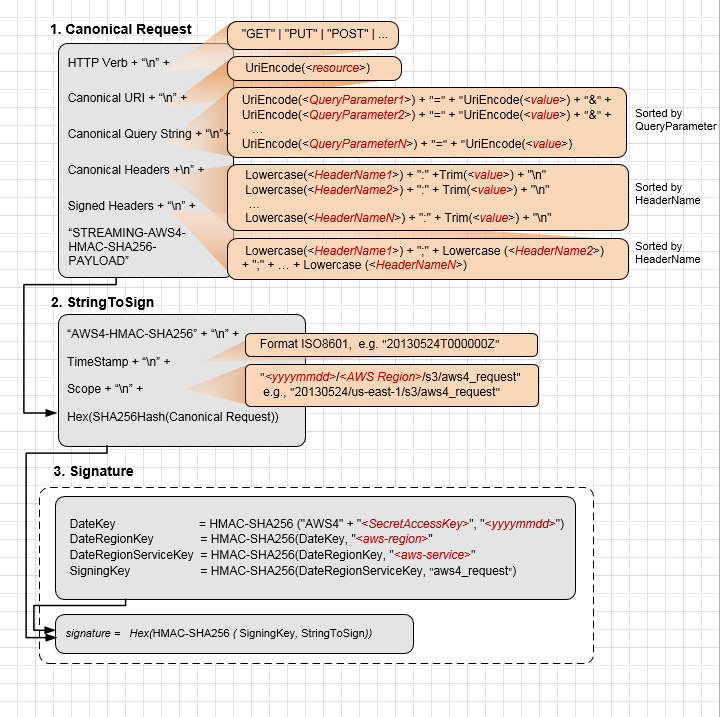 1. Canonical Request
"GET" | "PUT" | "POST" | ...
HTTP Verb + “\n” +
UriEncode(<resource>)
Canonical URI + “\n” +
UriEncode(<QueryParameter1>) + "=" + "UriEncode(<value>) + "&" +
UriEncode(<QueryParameter2>) + "=" + "UriEncode(<value>) + "&" +
...
UriEncode(<QueryParameterN>) + "=" + "UriEncode(<value>)
Sorted by
QueryParameter
Canonical Query String + “\n”+
Canonical Headers +\n” +
Lowercase(<HeaderName1>) + ":" +Trim(<value>) + "\n"
Lowercase(<HeaderName2>) + ":" + Trim(<value>) + "\n"
...
Lowercase(<HeaderNameN>) + ":" + Trim(<value>) + "\n"
Sorted by
HeaderName
Signed Headers + “\n” +
“STREAMING-AWS4-
HMAC-SHA256-
PAYLOAD”
Lowercase(<HeaderName1>) + ";" + Lowercase (<HeaderName2>)
+ ";" + ... + Lowercase (<HeaderNameN>)
Sorted by
HeaderName
2. StringToSign
“AWS4-HMAC-SHA256” + “\n” +
Format ISO8601, e.g. "20130524T000000Z"
TimeStamp + “\n” +
"<yyyymmdd>/<AWS Region>/s3/aws4_request"
e.g., "20130524/us-east-1/s3/aws4_request"
Scope + “\n” +
Hex(SHA256Hash(Canonical Request))
3. Signature
DateKey = HMAC-SHA256 ("AWS4" + "<SecretAccessKey>", "<yyyymmdd>")
DateRegionKey = HMAC-SHA256(DateKey, "<aws-region>"
DateRegionServiceKey = HMAC-SHA256(DateRegionKey, "<aws-service>"
SigningKey = HMAC-SHA256(DateRegionServiceKey, "aws4_request")
signature = Hex(HMAC-SHA256 ( SigningKey, StringToSign))